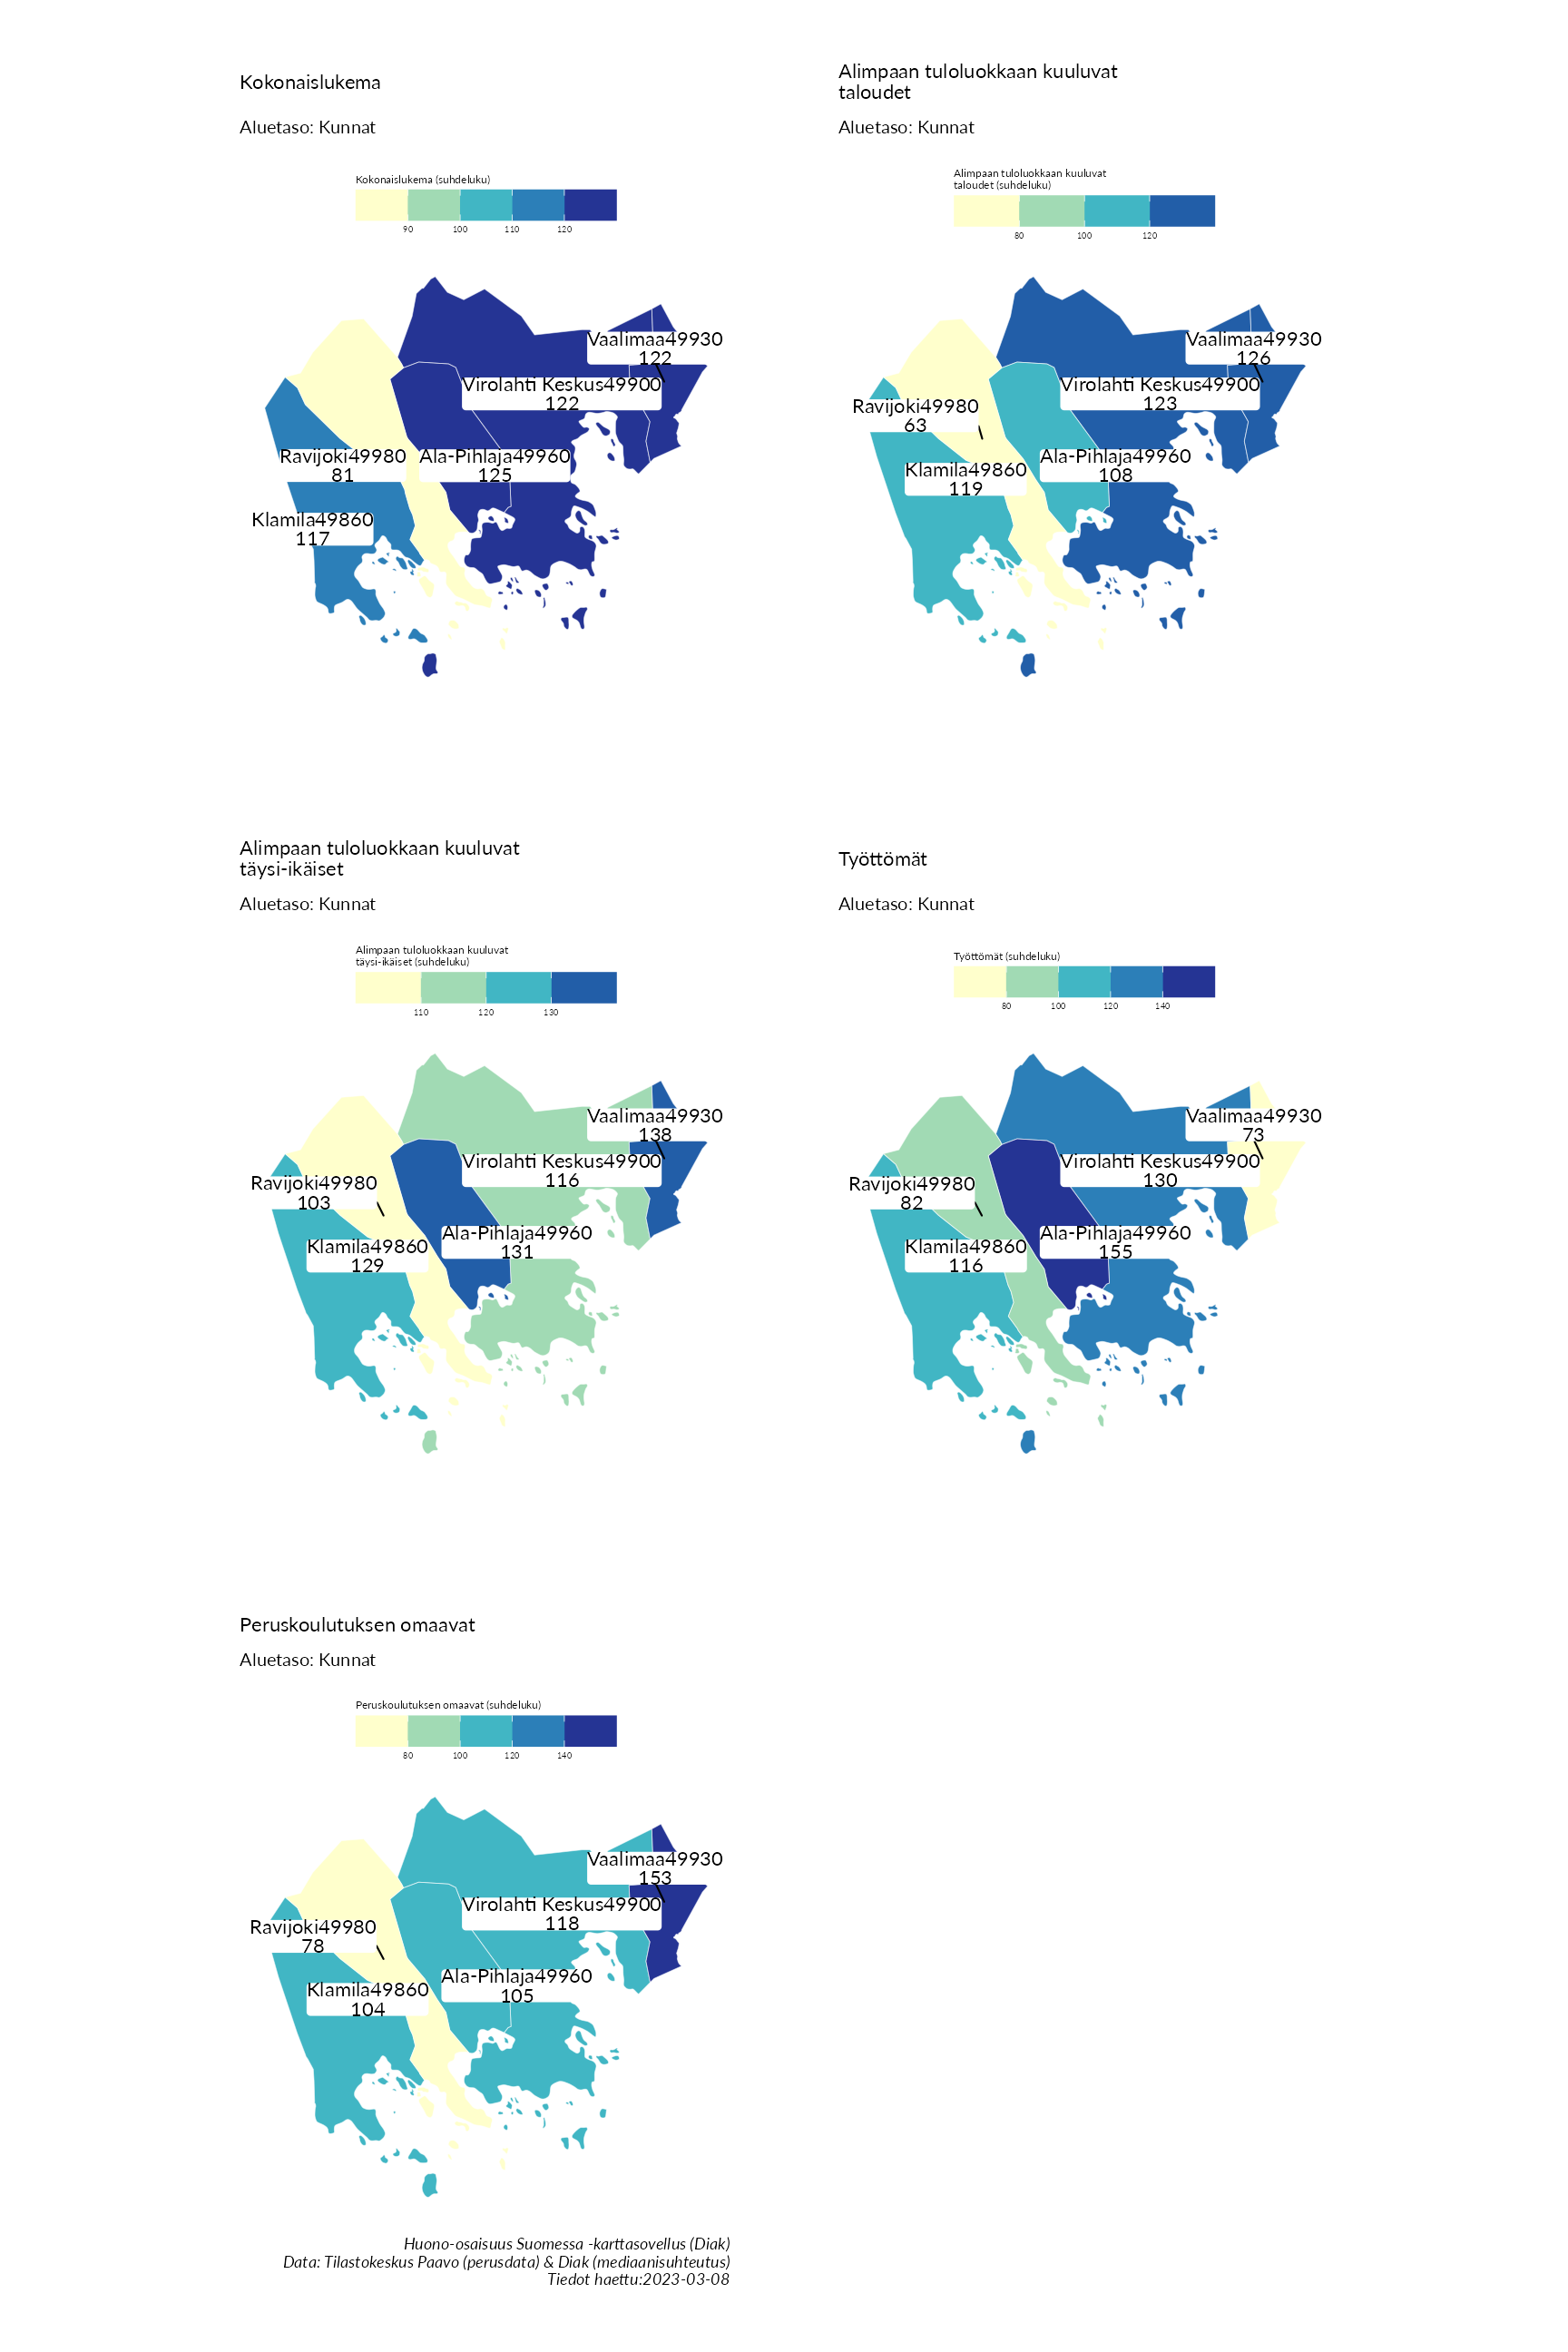 Kokonaislukema
Aluetaso: Kunnat
Kokonaislukema (suhdeluku)
90 100 110 120
Vaalimaa49930
122
Virolahti Keskus49900
122
Ravijoki49980
81
Ala-Pihlaja49960
125
Klamila49860
117
Alimpaan tuloluokkaan kuuluvat
taloudet
Aluetaso: Kunnat
Alimpaan tuloluokkaan kuuluvat
taloudet (suhdeluku)
80 100 120
Vaalimaa49930
126
Virolahti Keskus49900
123
Ravijoki49980
63
Ala-Pihlaja49960
108
Klamila49860
119
Alimpaan tuloluokkaan kuuluvat
täysi-ikäiset
Aluetaso: Kunnat
Alimpaan tuloluokkaan kuuluvat
täysi-ikäiset (suhdeluku)
110 120 130
Vaalimaa49930
138
Virolahti Keskus49900
116
Ravijoki49980
103
Ala-Pihlaja49960
131
Klamila49860
129
Työttömät
Aluetaso: Kunnat
Työttömät (suhdeluku)
80 100 120 140
Vaalimaa49930
73
Virolahti Keskus49900
130
Ravijoki49980
82
Ala-Pihlaja49960
155
Klamila49860
116
Peruskoulutuksen omaavat
Aluetaso: Kunnat
Peruskoulutuksen omaavat (suhdeluku)
80 100 120 140
Vaalimaa49930
153
Virolahti Keskus49900
118
Ravijoki49980
78
Ala-Pihlaja49960
105
Klamila49860
104
Huono-osaisuus Suomessa -karttasovellus (Diak)
Data: Tilastokeskus Paavo (perusdata) & Diak (mediaanisuhteutus)
Tiedot haettu:2023-03-08